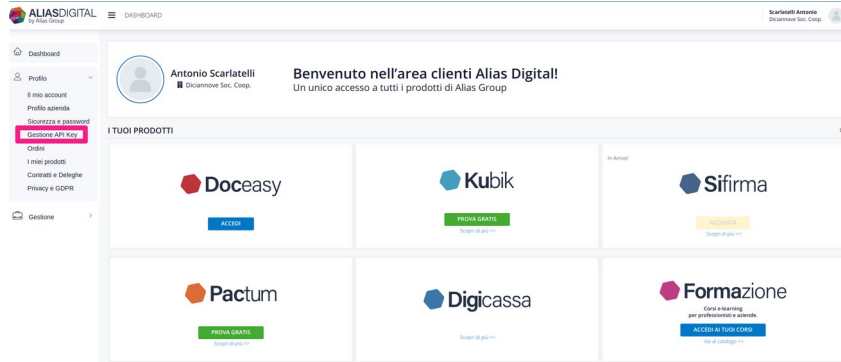 ALIASDIGITAL
by Alias Group
DASHBOARD
Scarlatelli Antonio
Diciannove Soc. Coop.
Dashboard
Profilo
Il mio account
Profilo azienda
Sicurezza e password
Gestione API Key
Ordini
I miei prodotti
Contratti e Deleghe
Privacy e GDPR
Gestione
Antonio Scarlatelli
Diciannove Soc. Coop.
Benvenuto nell'area clienti Alias Digital!
Un unico accesso a tutti i prodotti di Alias Group
I TUOI PRODOTTI
Doceasy
ACCEDI
Kubik
PROVA GRATIS
Scopri di più >>
In Arrivo!
Sifirma
ACQUISTA
Scopri di più >>
Pactum
PROVA GRATIS
Scopri di più >>
Digicassa
Scopri di più >>
Formazione
Corsi e-learning
per professionisti e aziende.
ACCEDI AI TUOI CORSI
Vai al catalogo >>